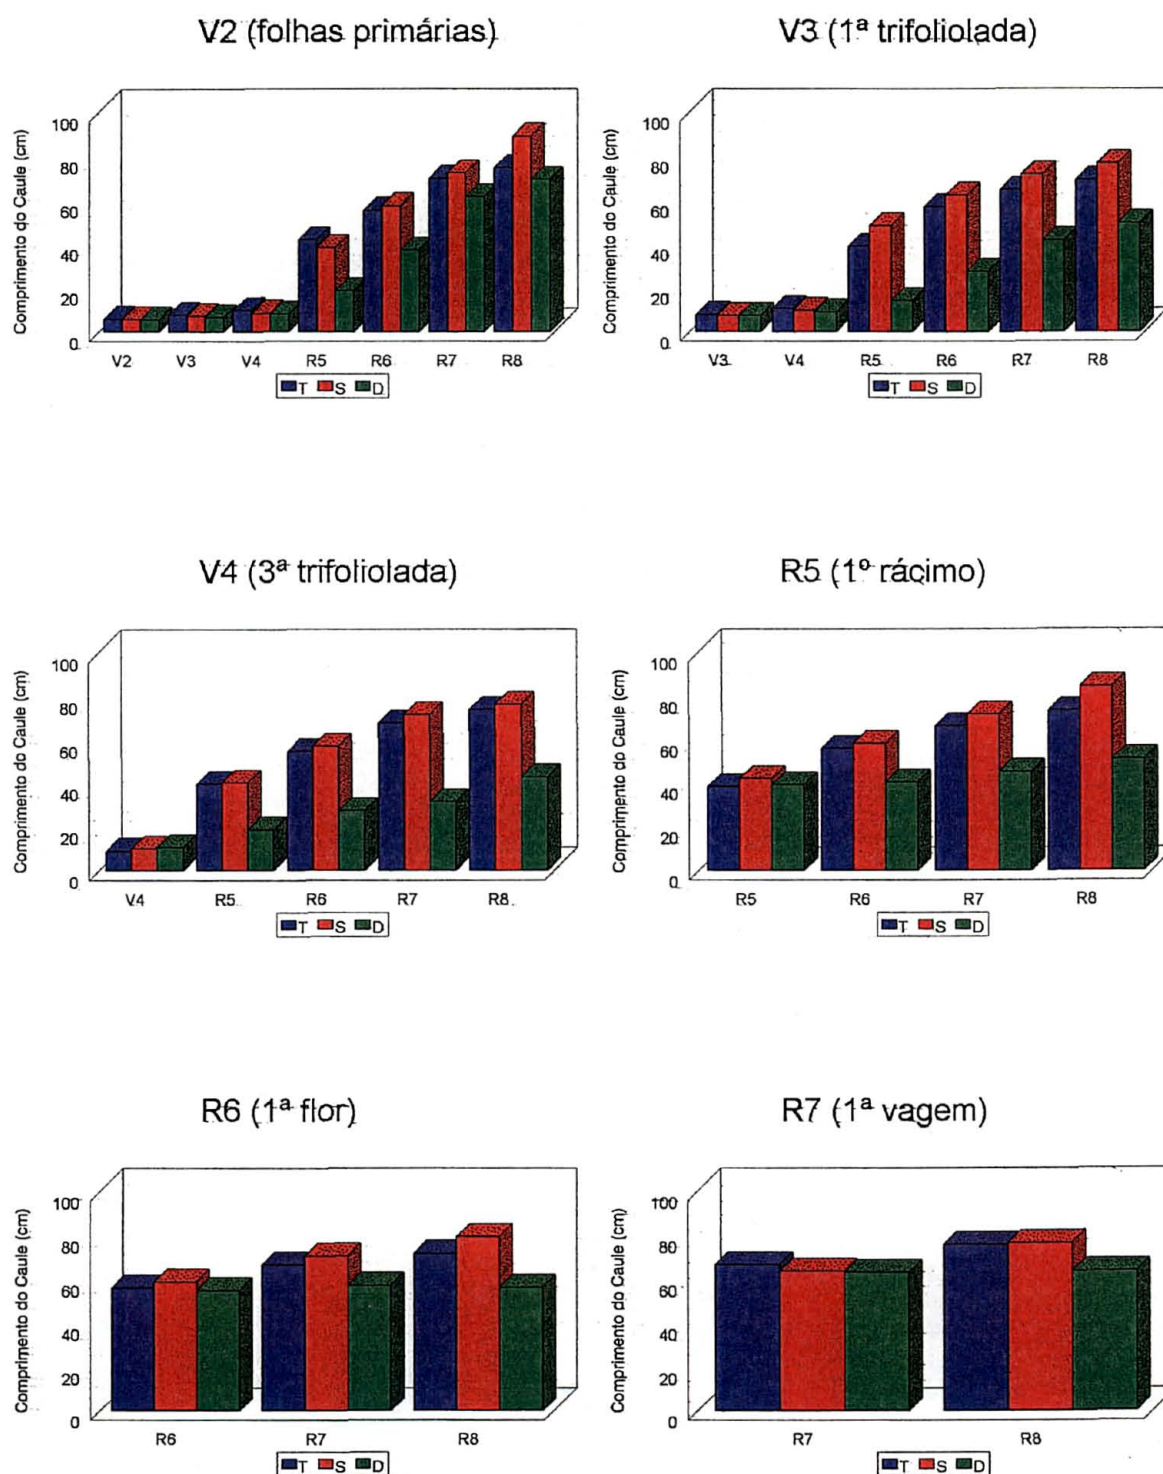 V2 (folhas primárias)
Comprimento do Caule (cm)
100
80
60
40
20
0
V2 V3 V4 R5 R6 R7 R8
T S D
V3 (1ª trifoliolada)
Comprimento do Caule (cm)
100
80
60
40
20
0
V3 V4 R5 R6 R7 R8
T S D
V4 (3ª trifoliolada)
Comprimento do Caule (cm)
100
80
60
40
20
0
V4 R5 R6 R7 R8
T S D
R5 (1º rácimo)
Comprimento do Caule (cm)
100
80
60
40
20
0
R5 R6 R7 R8
T S D
R6 (1ª flor)
Comprimento do Caule (cm)
100
80
60
40
20
0
R6 R7 R8
T S D
R7 (1ª vagem)
Comprimento do Caule (cm)
100
80
60
40
20
0
R7 R8
T S D